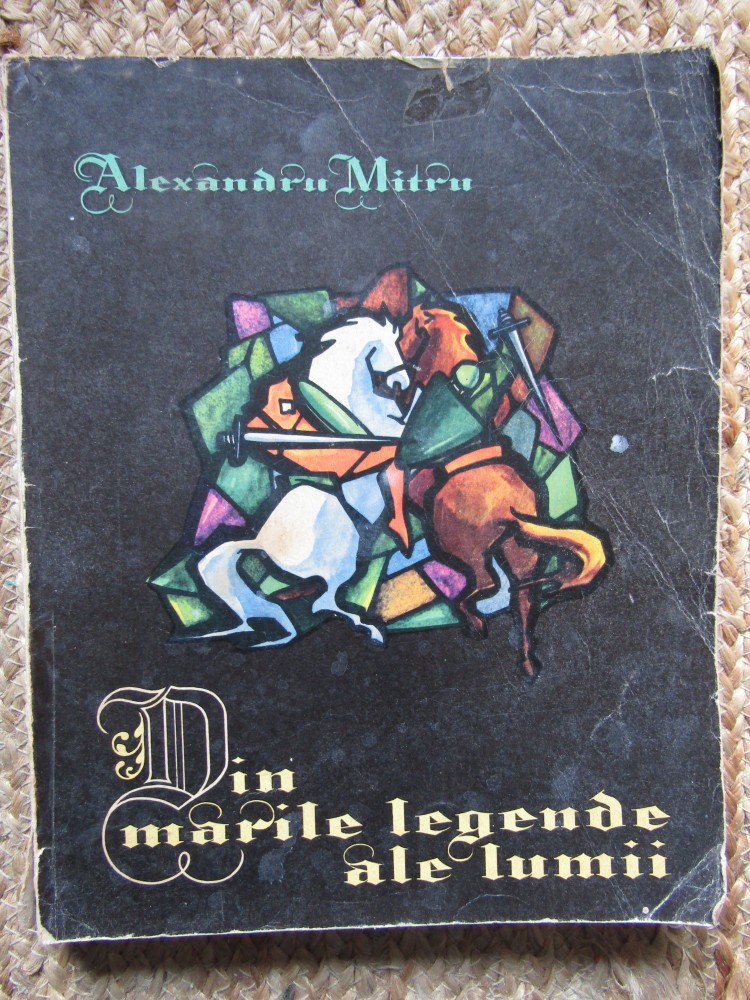 Alexandru Mitru
Din
marile legende
ale lumii